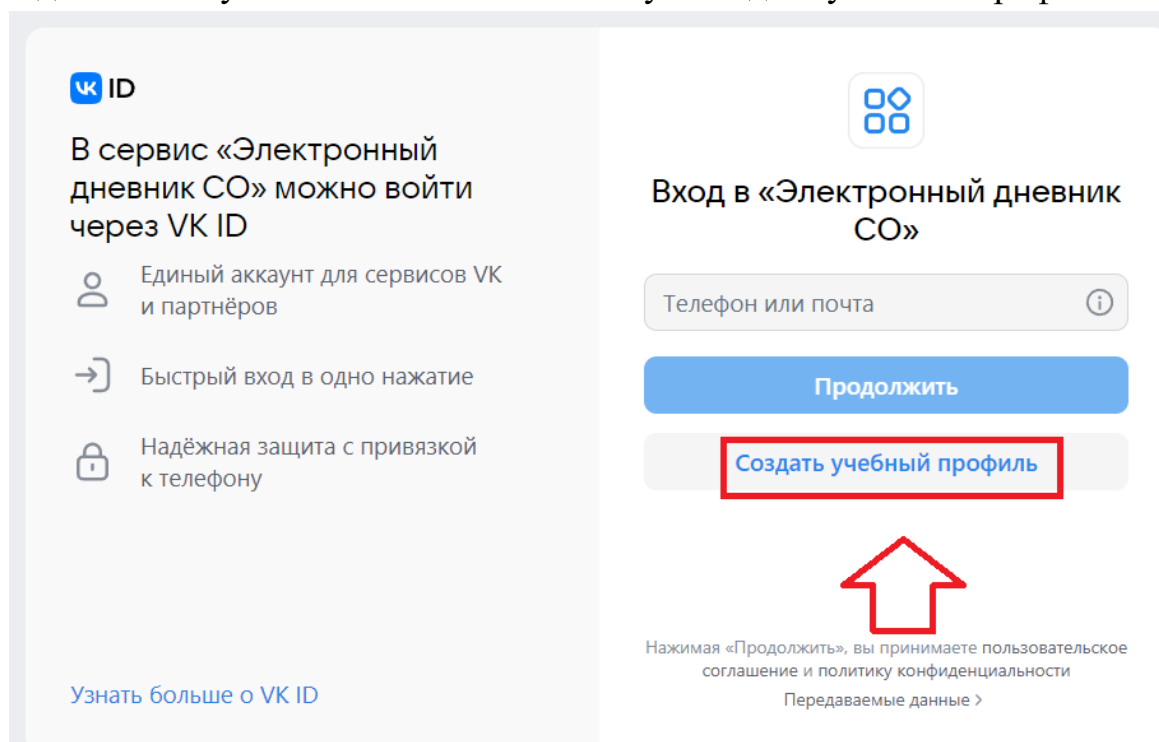 VK ID
В сервис «Электронный
дневник СО» можно войти
через VK ID
Единый аккаунт для сервисов VK
и партнёров
Быстрый вход в одно нажатие
Надёжная защита с привязкой
к телефону
Узнать больше о VK ID
Вход в «Электронный дневник
СО»
Телефон или почта
Продолжить
Создать учебный профиль
Нажимая «Продолжить», вы принимаете пользовательское
соглашение и политику конфиденциальности
Передаваемые данные >